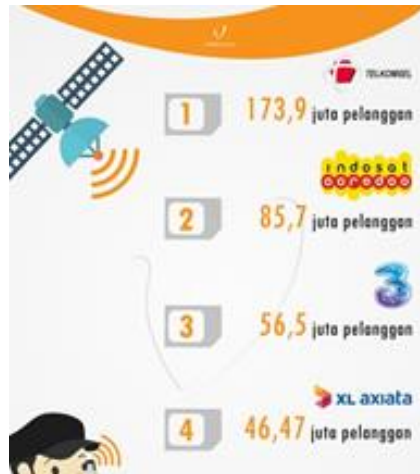 TELKOMSEL
1
173,9 juta pelanggan
indosat
ooredoo
2
85,7 juta pelanggan
3
3
56,5 juta pelanggan
XL axiata
4
46,47 juta pelanggan